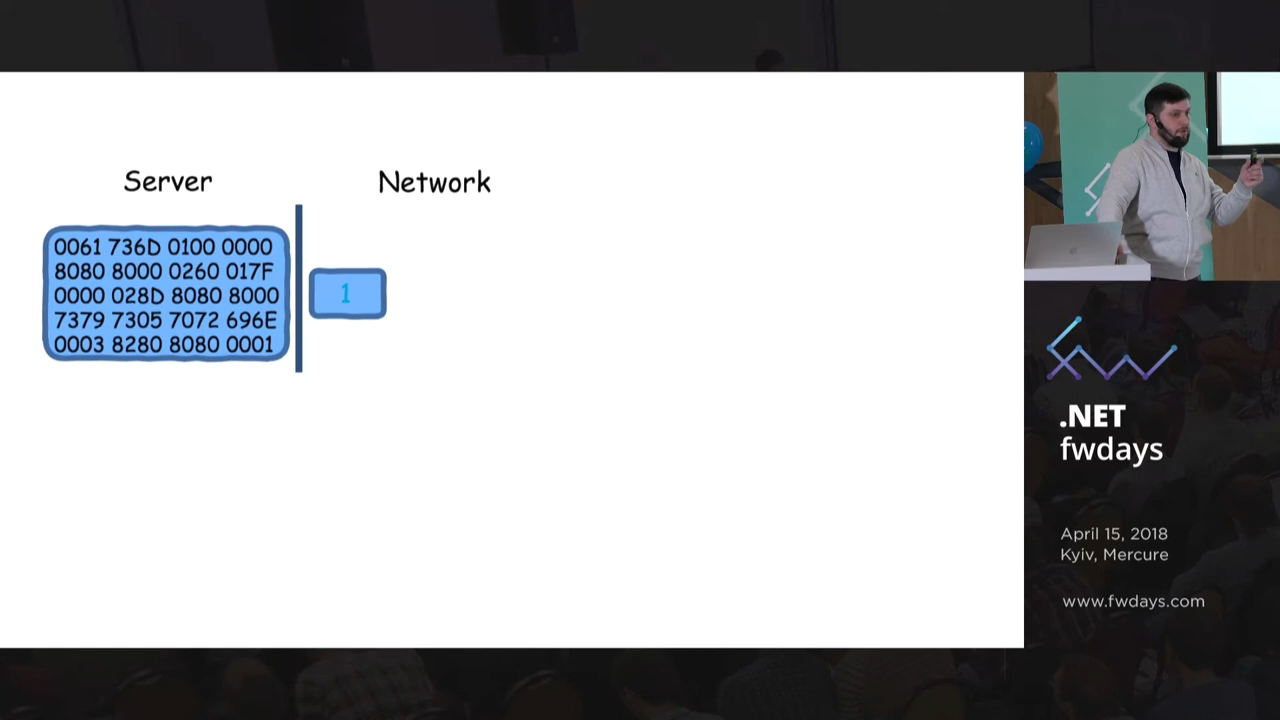 Server
Network
0061 736D 0100 0000
8080 8000 0260 017F
0000 028D 8080 8000
7379 7305 7072 696E
0003 8280 8080 0001
1
.NET
fwdays
April 15, 2018
Kyiv, Mercure
www.fwdays.com